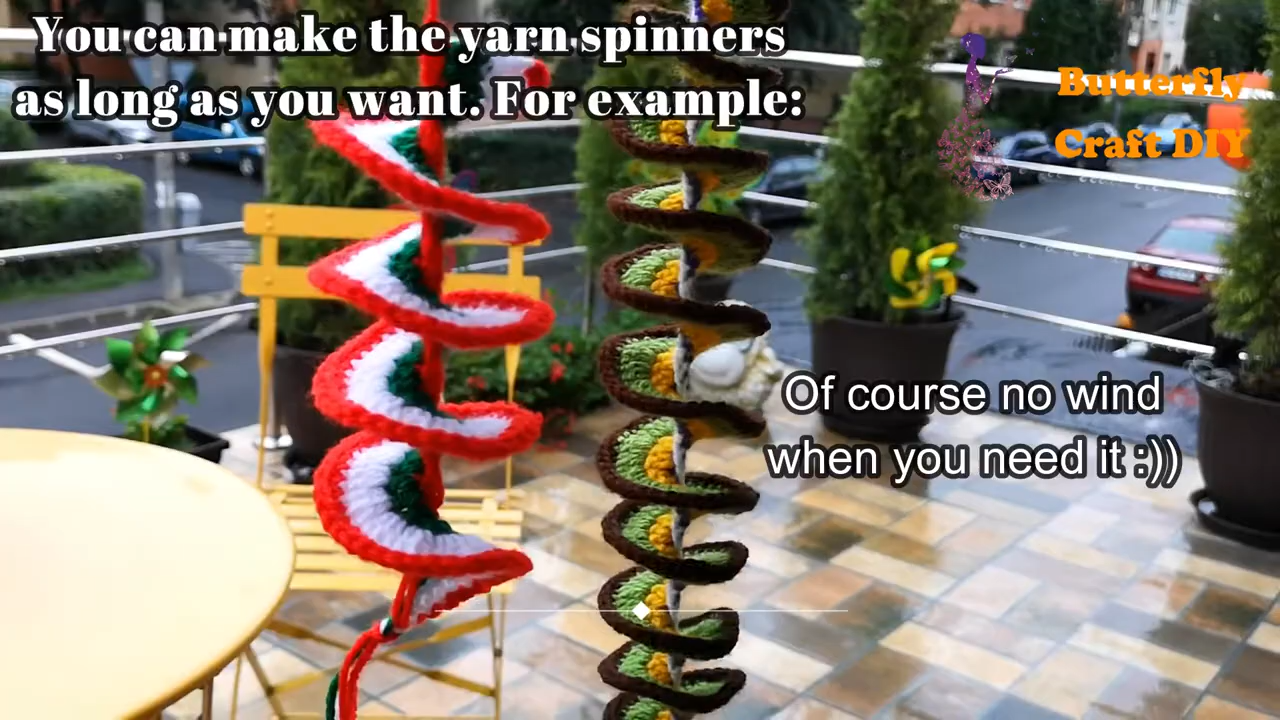 You can make the yarn spinners
as long as you want. For example:
Butterfly
Craft DIY
Of course no wind
when you need it :))